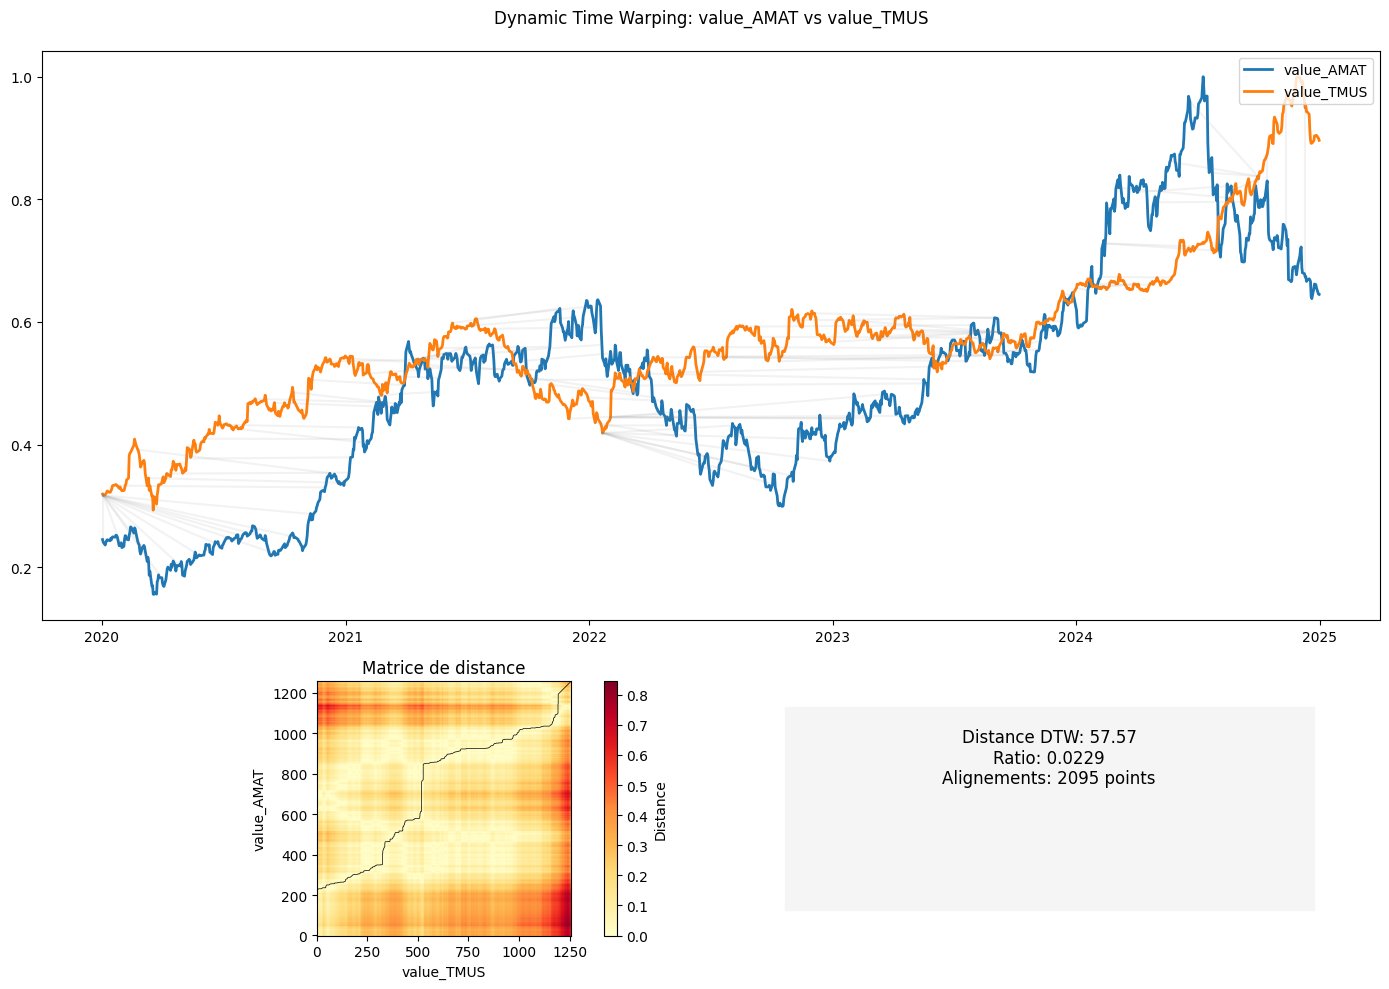 Dynamic Time Warping: value_AMAT vs value_TMUS
value_AMAT
value_TMUS
1.0
0.8
0.6
0.4
0.2
2020 2021 2022 2023 2024 2025
Matrice de distance
value_AMAT
1200
1000
800
600
400
200
0
0 250 500 750 1000 1250
value_TMUS
0.8
0.7
0.6
0.5
0.4
0.3
0.2
0.1
0.0
Distance
Distance DTW: 57.57
Ratio: 0.0229
Alignements: 2095 points